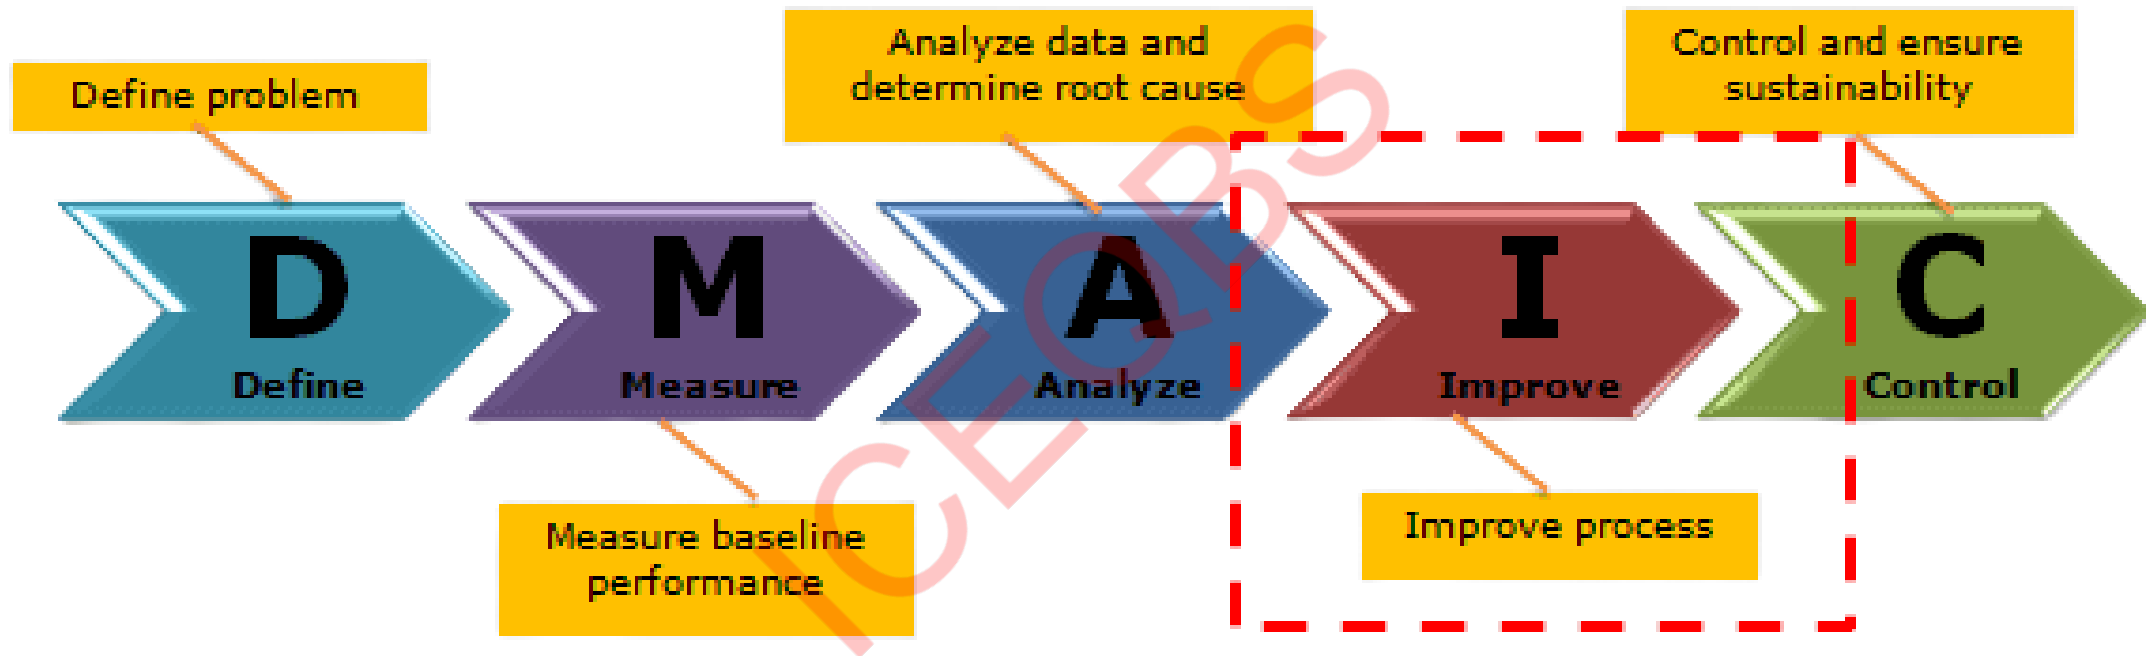 Define problem
Analyze data and
determine root cause
Control and ensure
sustainability
D
Define
M
Measure
A
Analyze
I
Improve
C
Control
Measure baseline
performance
Improve process
ICEQBS